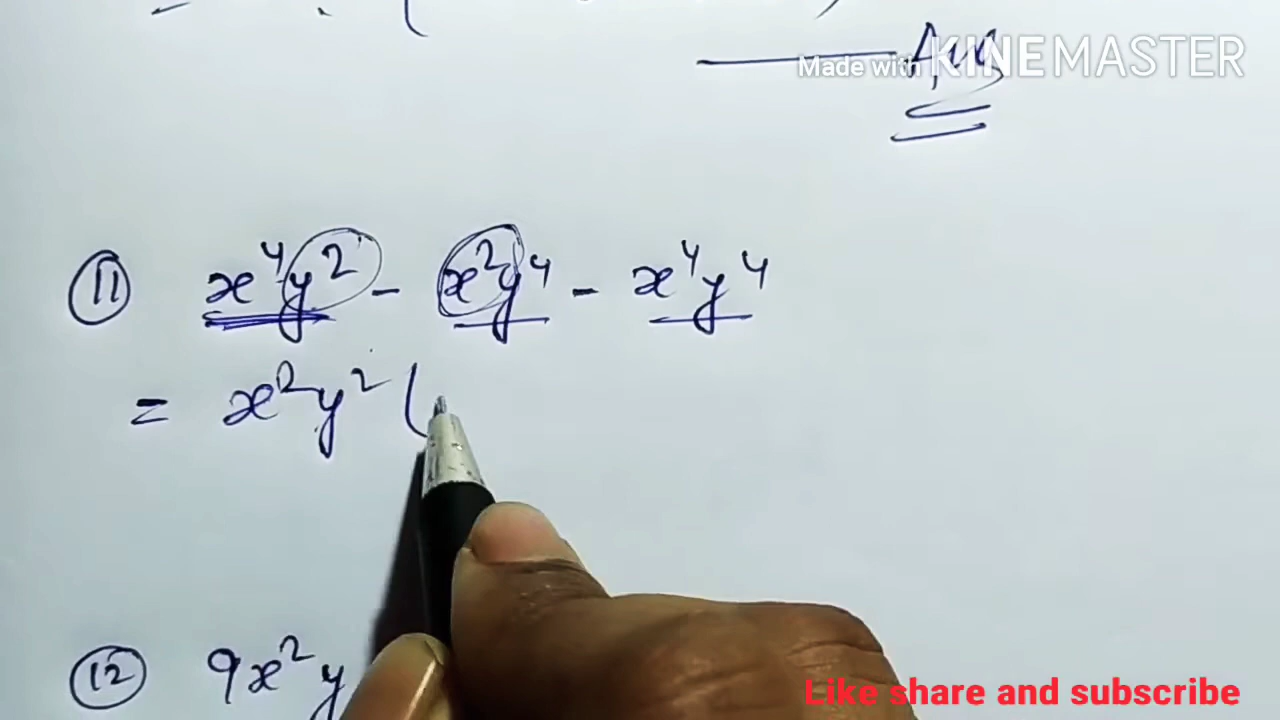 Ans
Made with KINEMASTER
11 x⁴y² - x²y⁴ - x⁴y⁴
= x²y² (
12 9x²y
Like share and subscribe